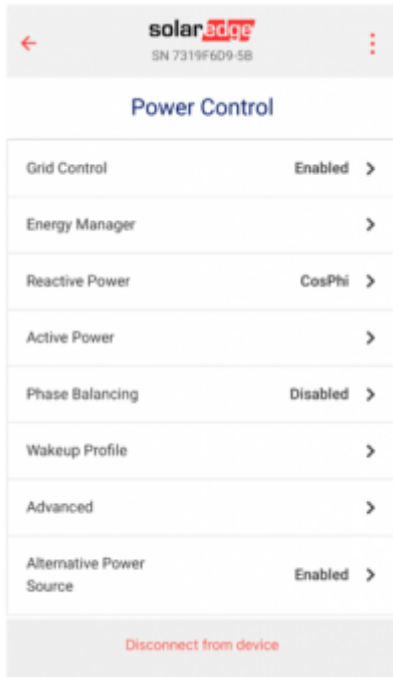 solaredge
SN 7319F6D9-5B
Power Control
Grid Control Enabled
Energy Manager
Reactive Power CosPhi
Active Power
Phase Balancing Disabled
Wakeup Profile
Advanced
Alternative Power
Source Enabled
Disconnect from device